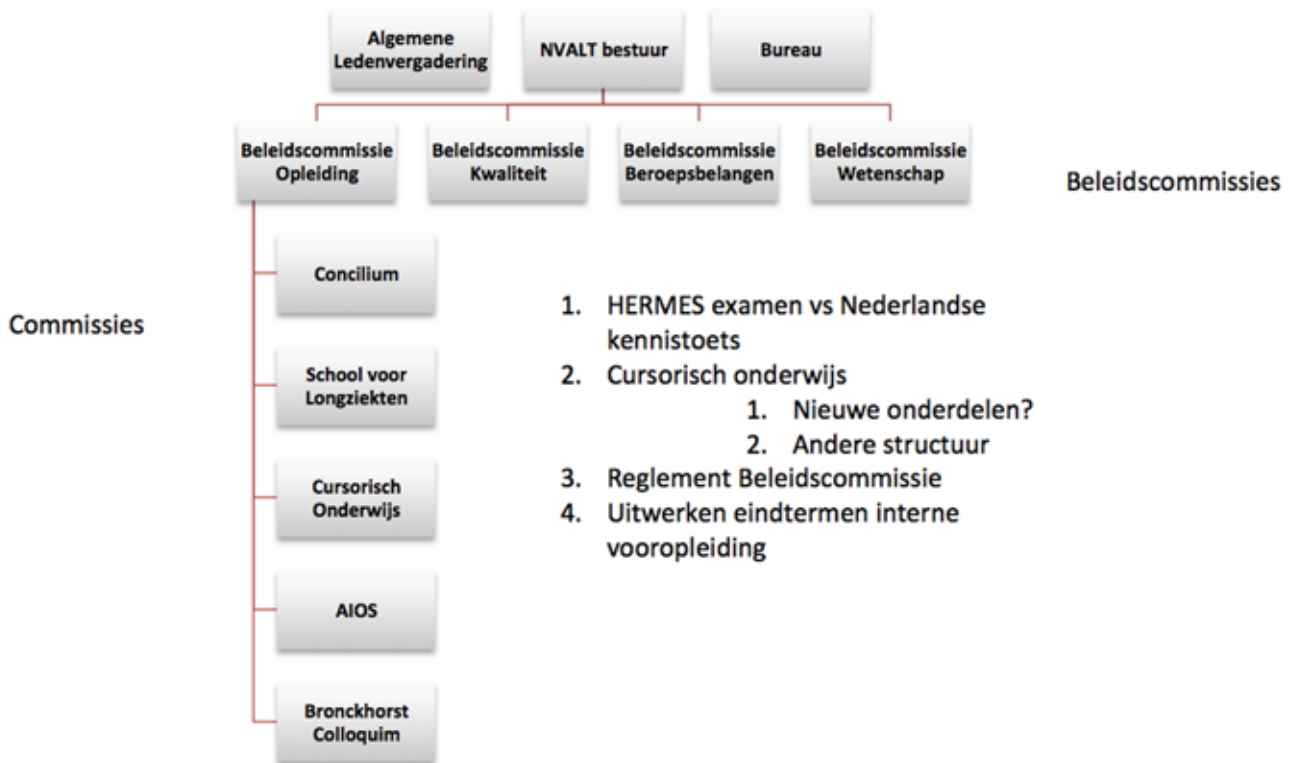 Algemene
Ledenvergadering
NVALT bestuur
Bureau
Beleidscommissie
Opleiding
Beleidscommissie
Kwaliteit
Beleidscommissie
Beroepsbelangen
Beleidscommissie
Wetenschap
Beleidscommissies
Commissies
Concilium
School voor
Longziekten
Cursorisch
Onderwijs
AIOS
Bronckhorst
Colloquim
1. HERMES examen vs Nederlandse
kennistoets
2. Cursorisch onderwijs
1. Nieuwe onderdelen?
2. Andere structuur
3. Reglement Beleidscommissie
4. Uitwerken eindtermen interne
vooropleiding